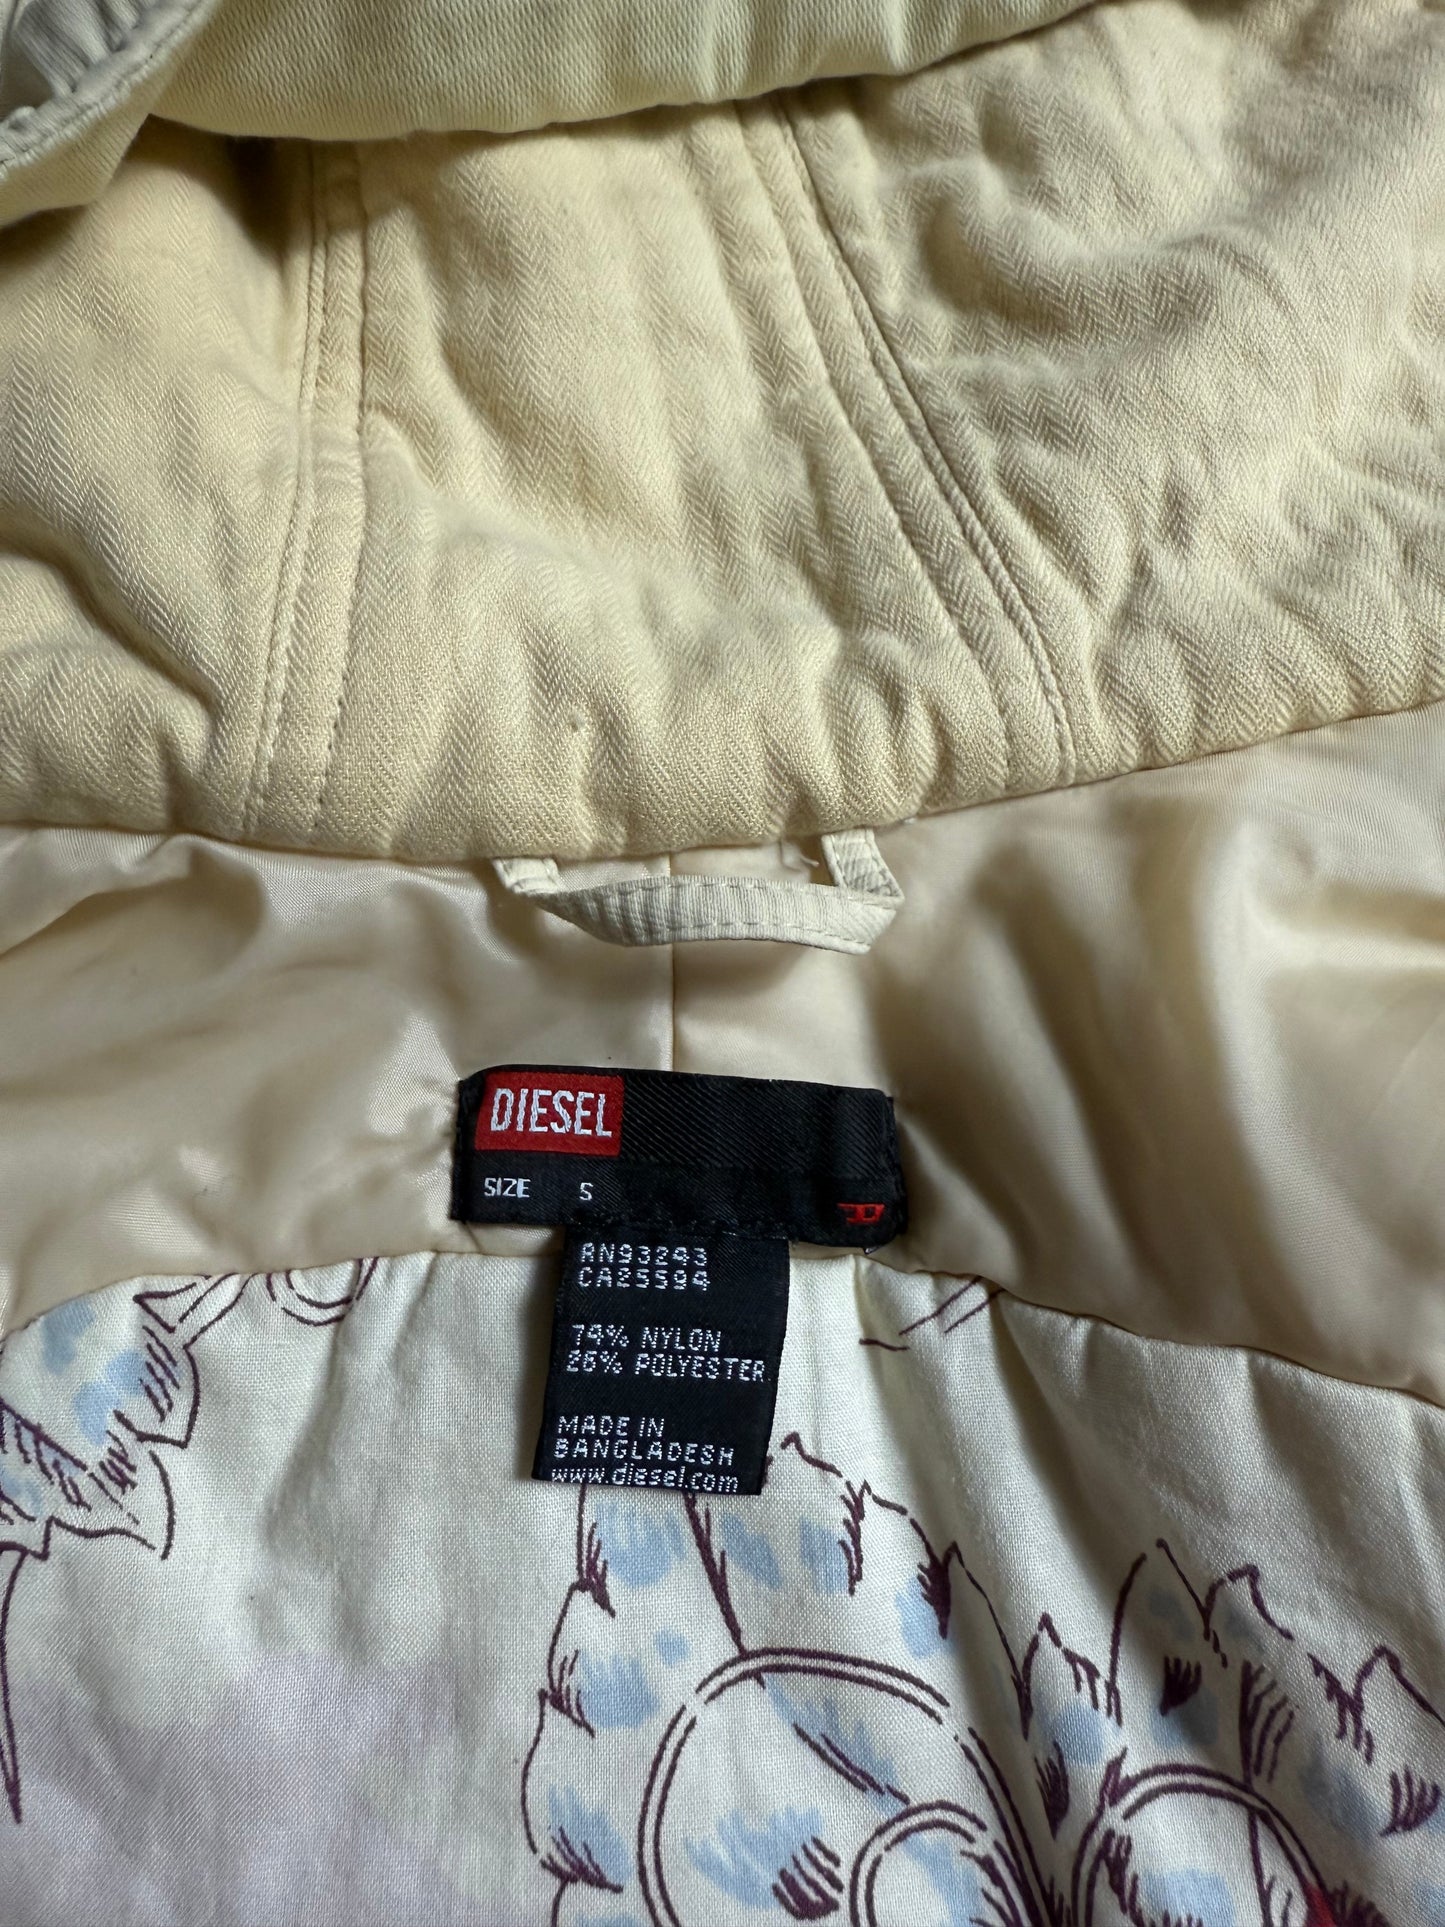 DIESEL
SIZE S
RN93243
CA25594
74% NYLON
26% POLYESTER
MADE IN
BANGLADESH
www.diesel.com